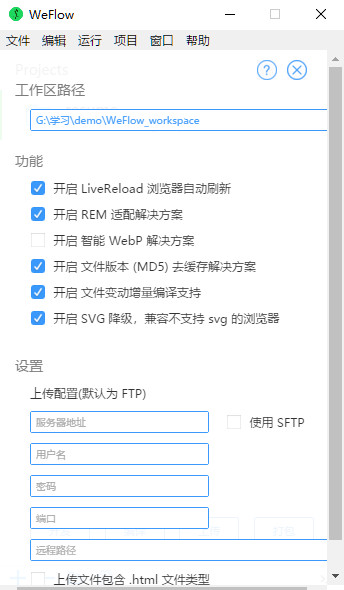 WeFlow
文件 编辑 运行 项目 窗口 帮助
Projects
工作区路径
G:\学习\demo\WeFlow_workspace
功能
开启 LiveReload 浏览器自动刷新
开启 REM 适配解决方案
开启 智能 WebP 解决方案
开启 文件版本 (MD5) 去缓存解决方案
开启 文件变动增量编译支持
开启 SVG 降级，兼容不支持 svg 的浏览器
设置
上传配置(默认为 FTP)
服务器地址 使用 SFTP
用户名
密码
端口
远程路径
上传文件包含 .html 文件类型